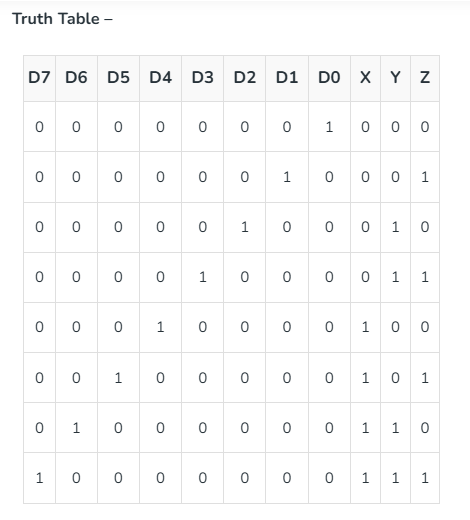 Truth Table –
D7 D6 D5 D4 D3 D2 D1 D0 X Y Z
0 0 0 0 0 0 0 1 0 0 0
0 0 0 0 0 0 1 0 0 0 1
0 0 0 0 0 1 0 0 0 1 0
0 0 0 0 1 0 0 0 0 1 1
0 0 0 1 0 0 0 0 1 0 0
0 0 1 0 0 0 0 0 1 0 1
0 1 0 0 0 0 0 0 1 1 0
1 0 0 0 0 0 0 0 1 1 1